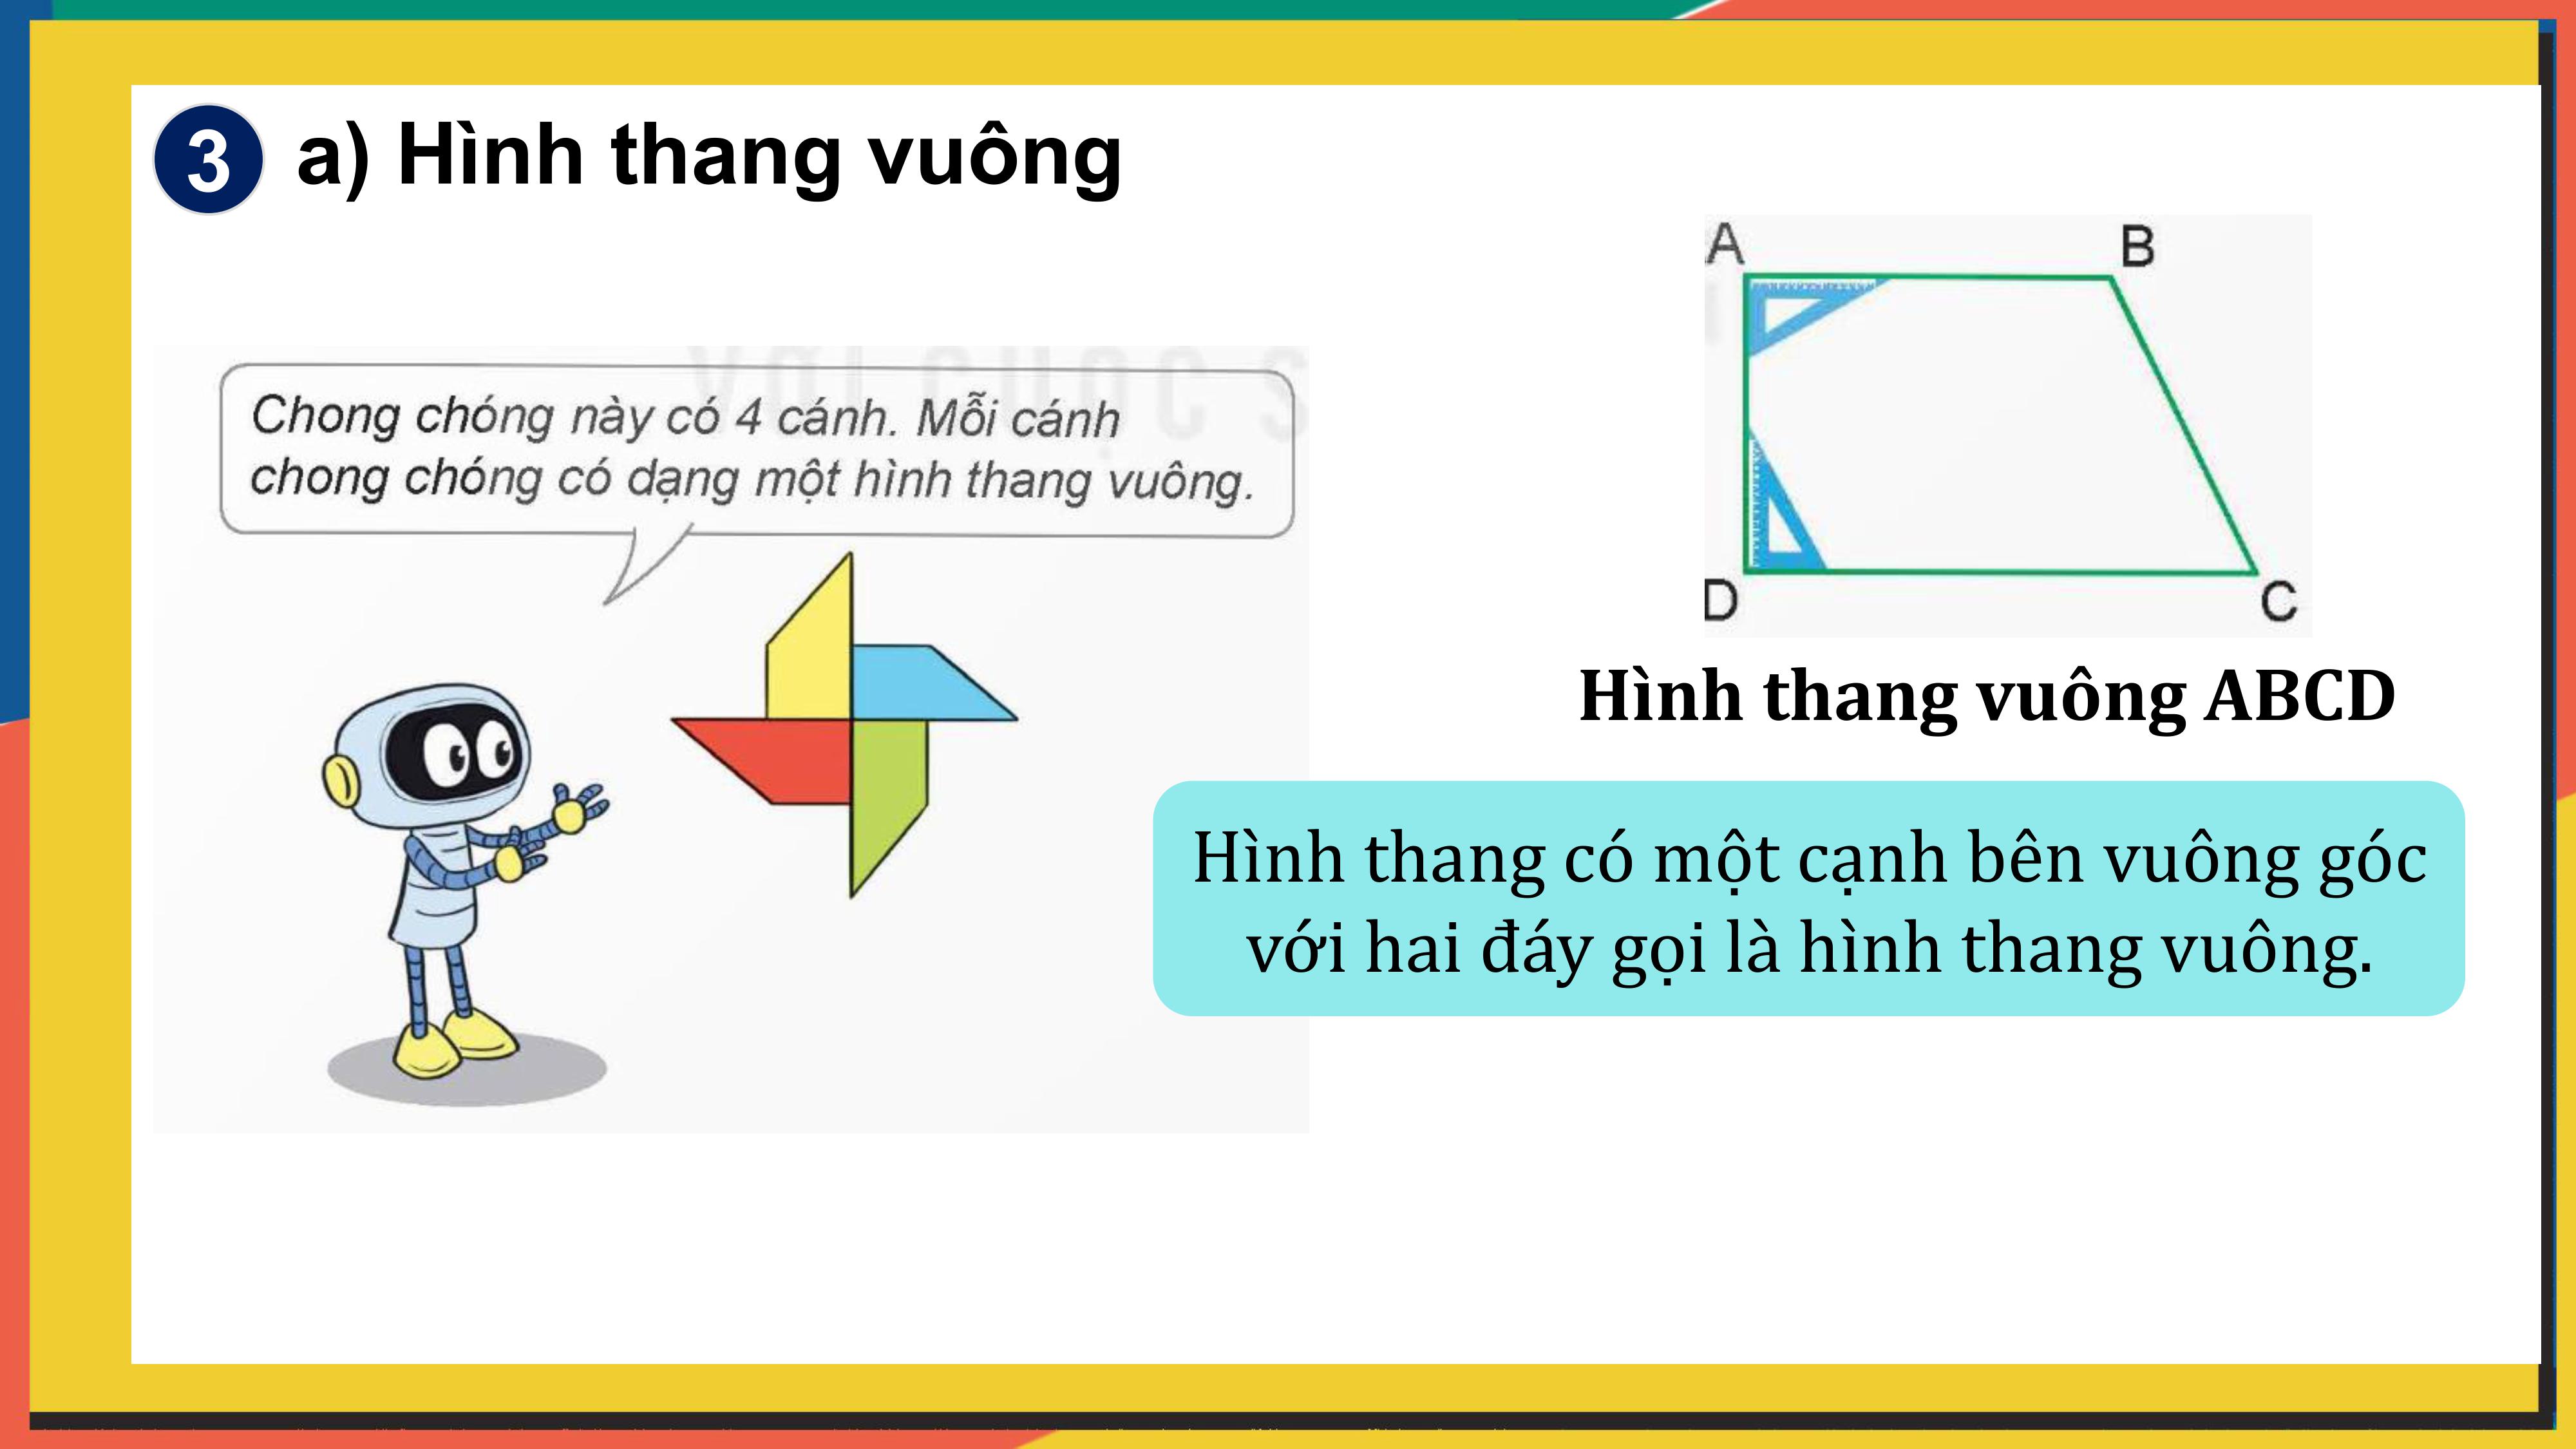 3 a) Hình thang vuông
Chong chóng này có 4 cánh. Mỗi cánh
chong chóng có dạng một hình thang vuông.
A
B
D
C
Hình thang vuông ABCD
Hình thang có một cạnh bên vuông góc
với hai đáy gọi là hình thang vuông.